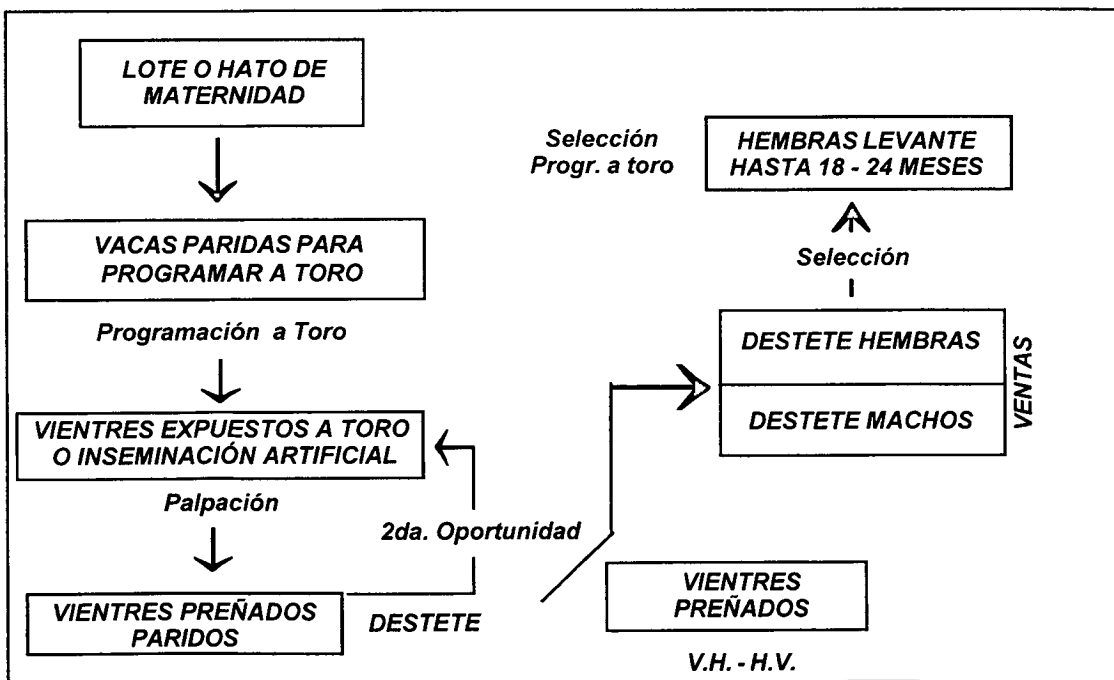 LOTE O HATO DE
MATERNIDAD
VACAS PARIDAS PARA
PROGRAMAR A TORO
Programación a Toro
VIENTRES EXPUESTOS A TORO
O INSEMINACIÓN ARTIFICIAL
Palpación
2da. Oportunidad
VIENTRES PREÑADOS
PARIDOS
DESTETE
Selección
Progr. a toro
HEMBRAS LEVANTE
HASTA 18 - 24 MESES
Selección
DESTETE HEMBRAS
DESTETE MACHOS
VENTAS
VIENTRES
PREÑADOS
V.H. - H.V.